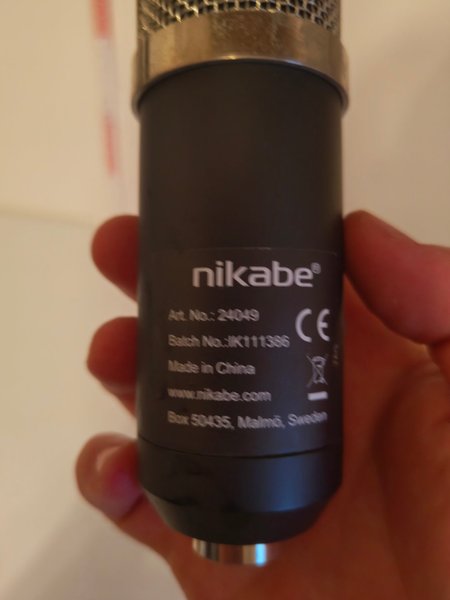 nikabe®
Art. No.: 24049
Batch No.:IK111386
Made in China
www.nikabe.com
Box 50435, Malmö, Sweden
CE